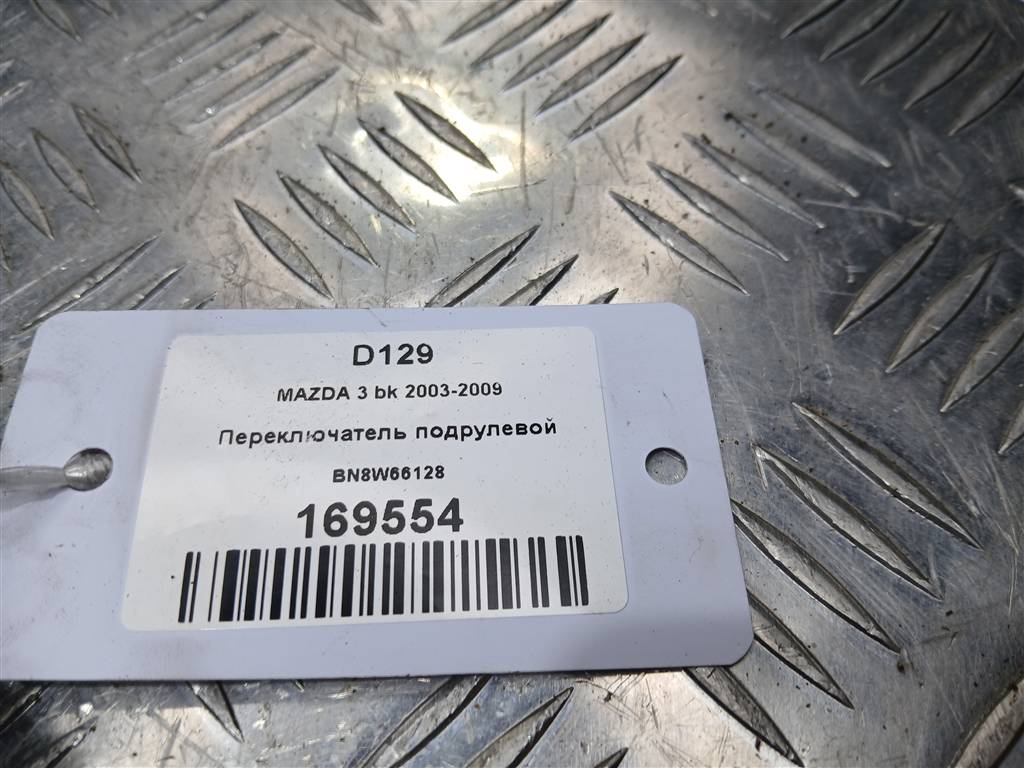 D129
MAZDA 3 bk 2003-2009
Переключатель подрулевой
BN8W66128
169554